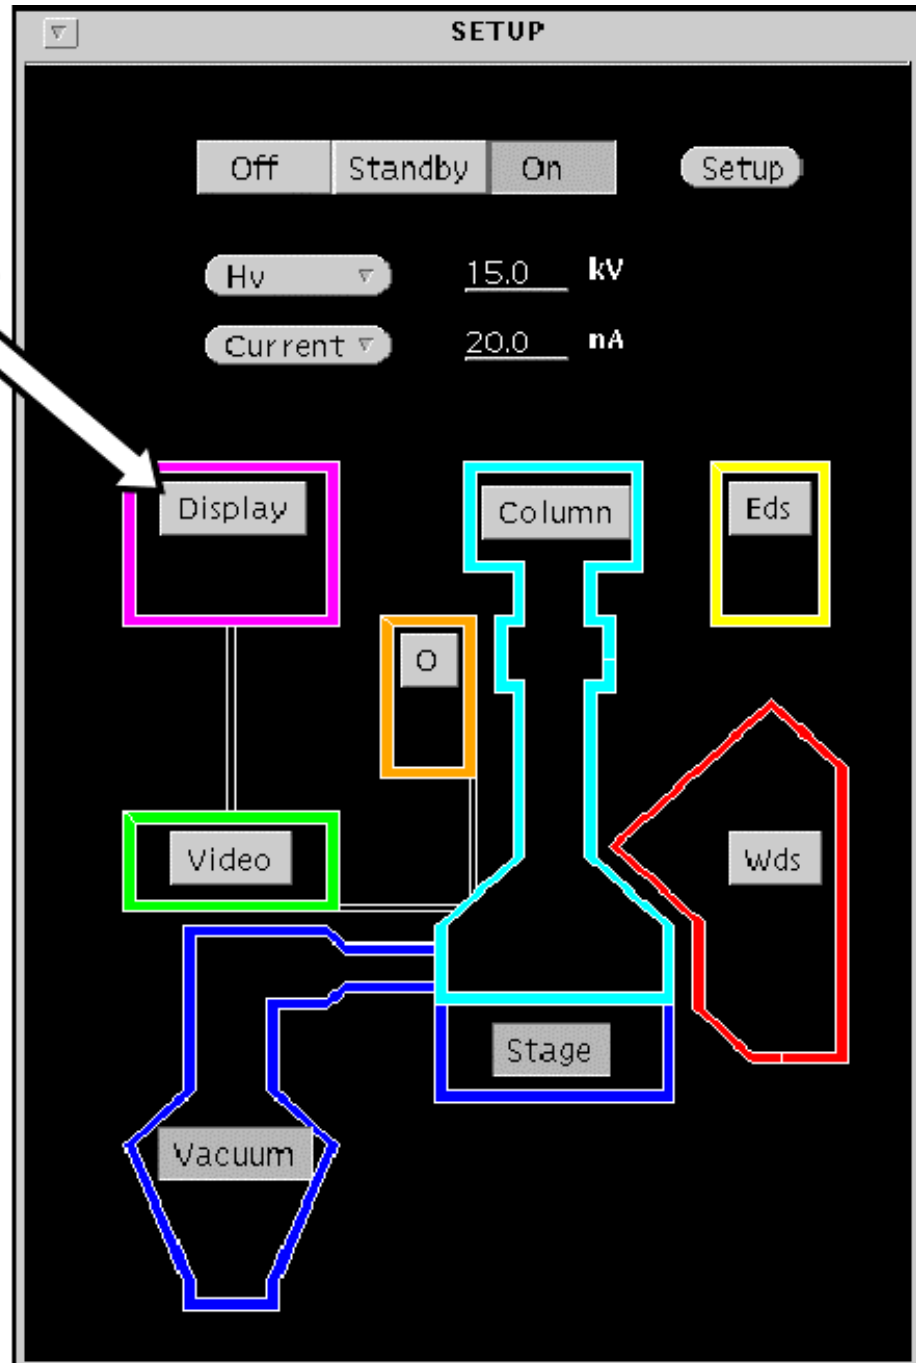 SETUP
Off Standby On Setup
Hv 15.0 kV
Current 20.0 nA
Display Column Eds
O
Video Wds
Stage
Vacuum